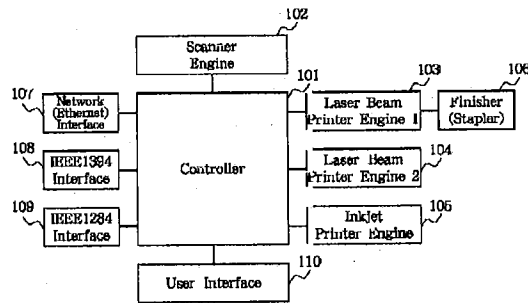 102
Scanner
Engine
101
103
106
107
Network
(Ethernet)
Interface
Laser Beam
Printer Engine 1
Finisher
(Stapler)
108
104
IEEE1394
Interface
Controller
Laser Beam
Printer Engine 2
109
105
IEEE1284
Interface
Inkjet
Printer Engine
110
User Interface